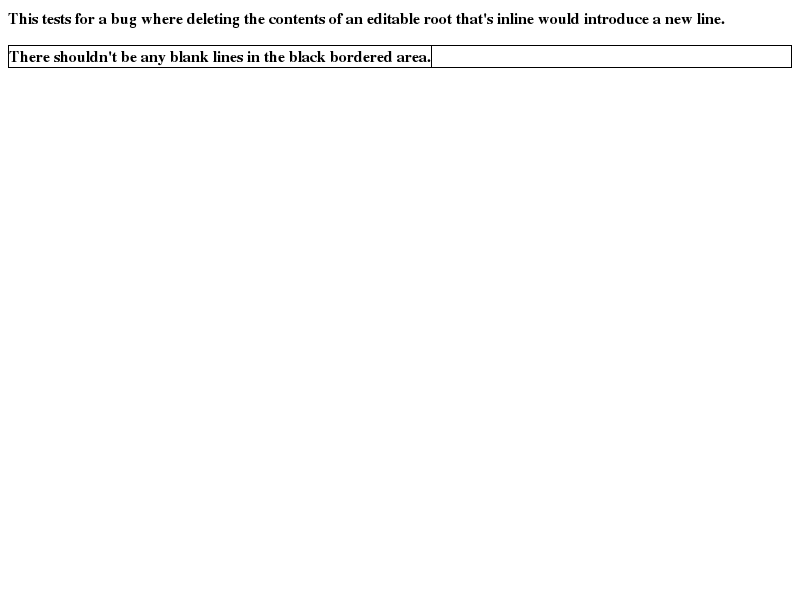 This tests for a bug where deleting the contents of an editable root that's inline would introduce a new line.
There shouldn't be any blank lines in the black bordered area.